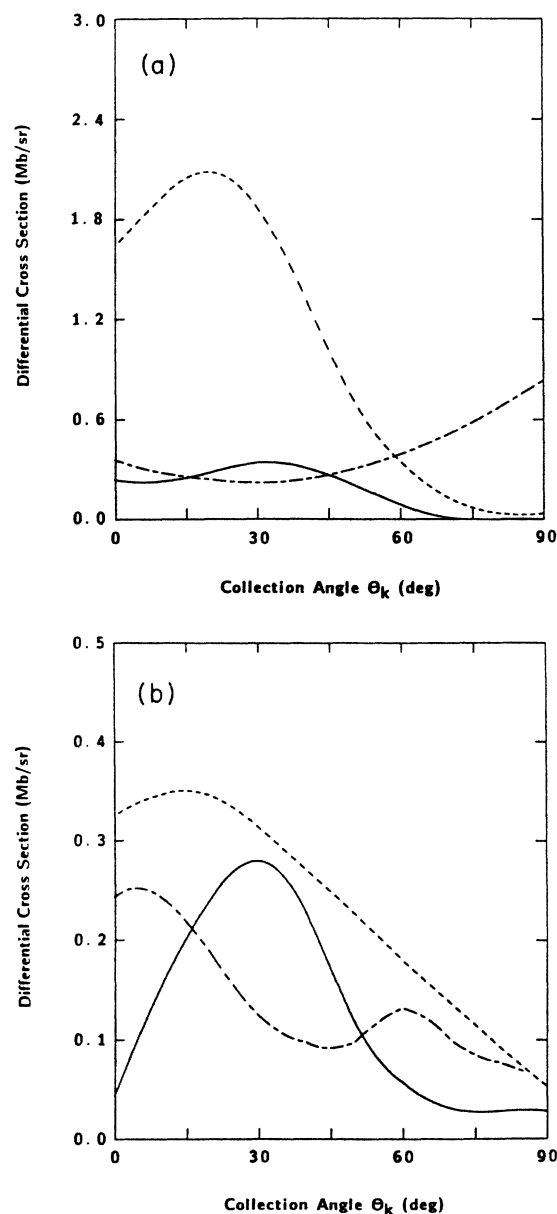 (a)
3.0
2.4
1.8
1.2
0.6
0.0
0 30 60 90
Differential Cross Section (Mb/sr)
Collection Angle Θk (deg)
(b)
0.5
0.4
0.3
0.2
0.1
0.0
0 30 60 90
Differential Cross Section (Mb/sr)
Collection Angle Θk (deg)